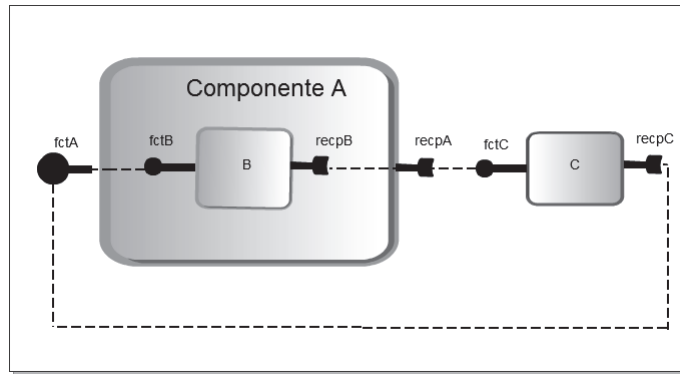 Componente A
fctA
fctB
recpB
recpA
fctC
recpC
B
C